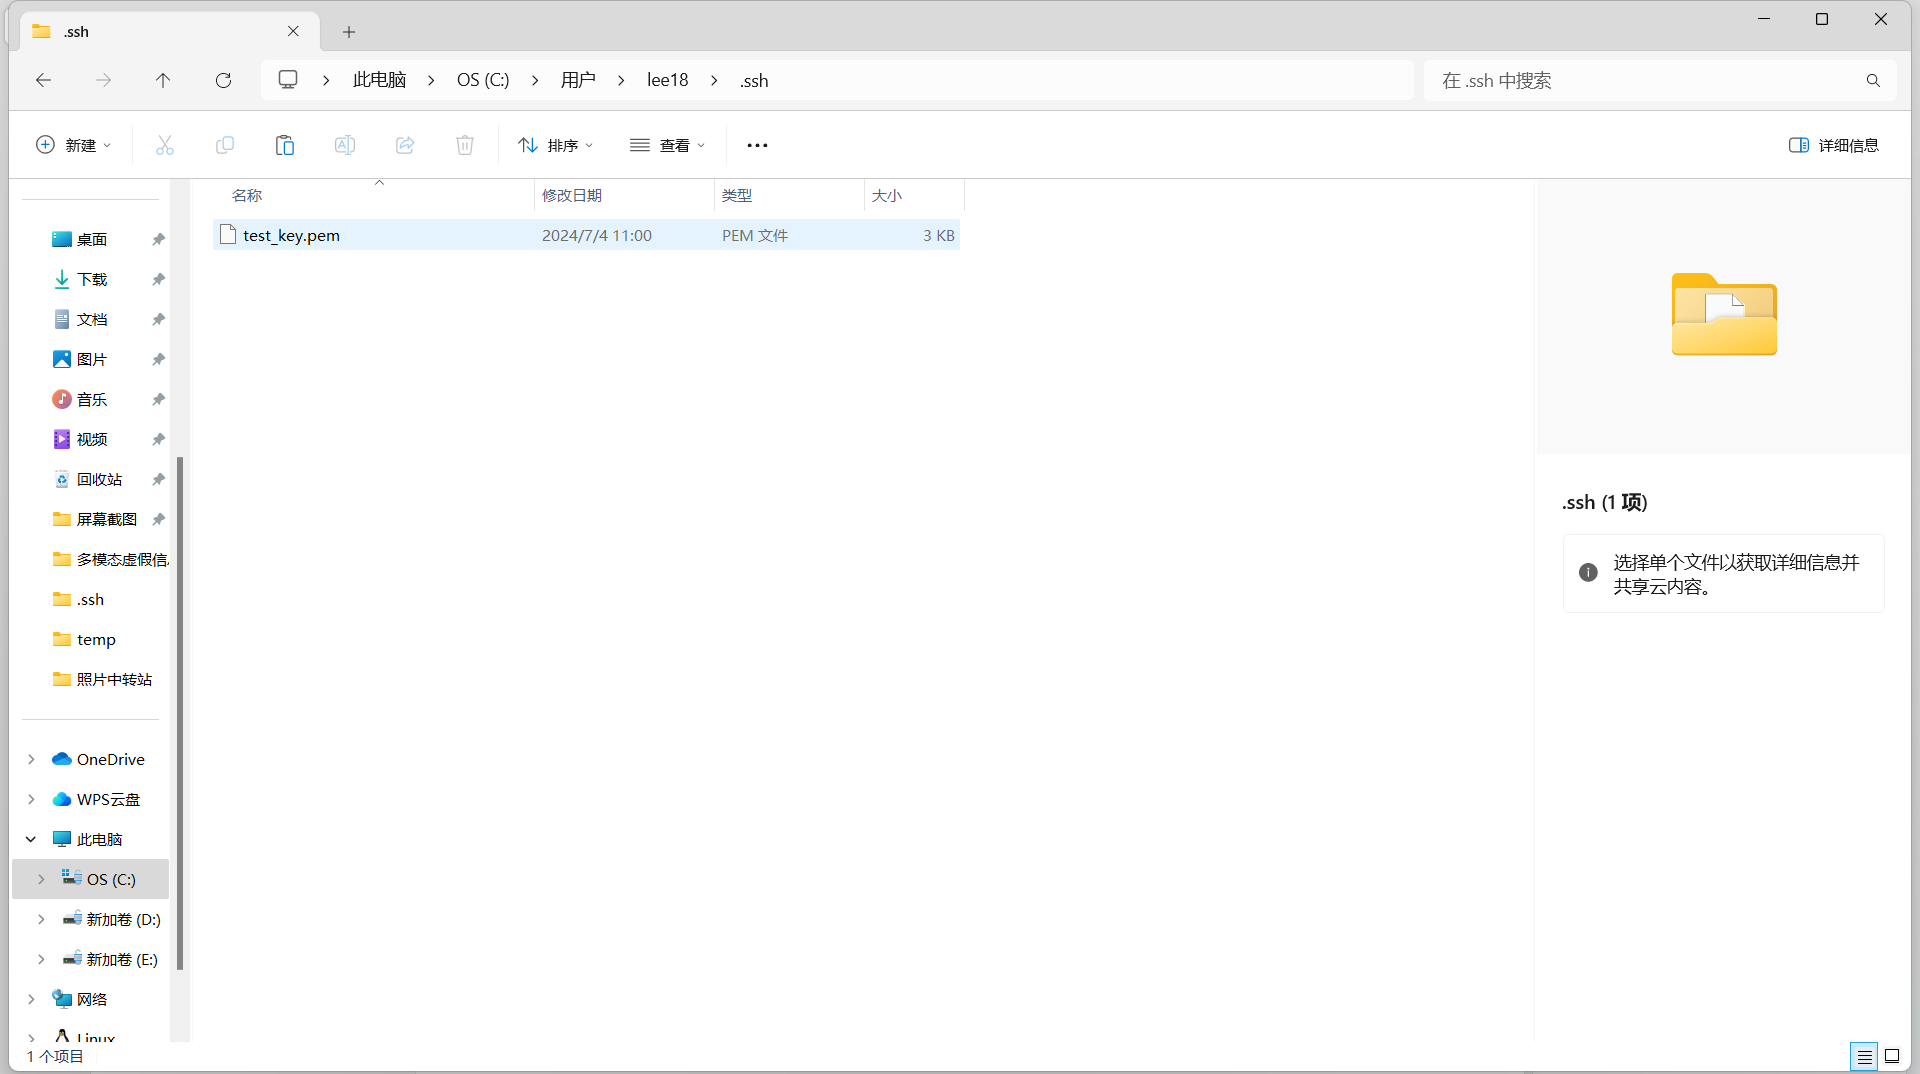 .ssh
此电脑 OS (C:) 用户 lee18 .ssh
在 .ssh 中搜索
新建 排序 查看 详细信息
名称 修改日期 类型 大小
test_key.pem 2024/7/4 11:00 PEM 文件 3 KB
桌面
下载
文档
图片
音乐
视频
回收站
屏幕截图
多模态虚假信
.ssh
temp
照片中转站
OneDrive
WPS云盘
此电脑
OS (C:)
新加卷 (D:)
新加卷 (E:)
网络
Linux
.ssh (1 项)
选择单个文件以获取详细信息并
共享云内容。
1 个项目